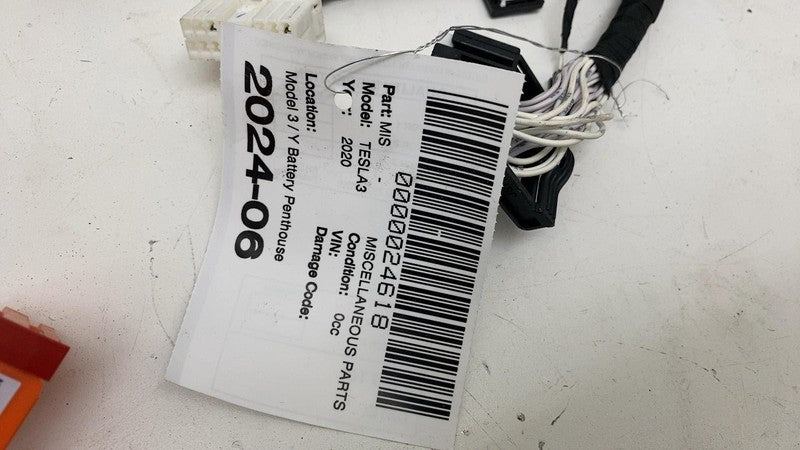 0000024618
Part: MIS - MISCELLANEOUS PARTS
Model: TESLA3 Condition: 0cc
2020 VIN:
Damage Code:
Location:
Model 3 / Y Battery Penthouse
2024-06